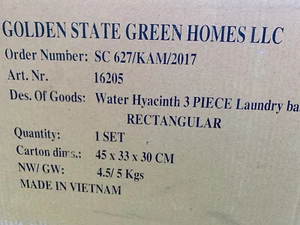 GOLDEN STATE GREEN HOMES LLC
Order Number: SC 627/KAM/2017
Art. Nr. 16205
Des. Of Goods: Water Hyacinth 3 PIECE Laundry ba
RECTANGULAR
Quantity: 1 SET
Carton dims.: 45 x 33 x 30 CM
NW/ GW: 4.5/ 5 Kgs
MADE IN VIETNAM